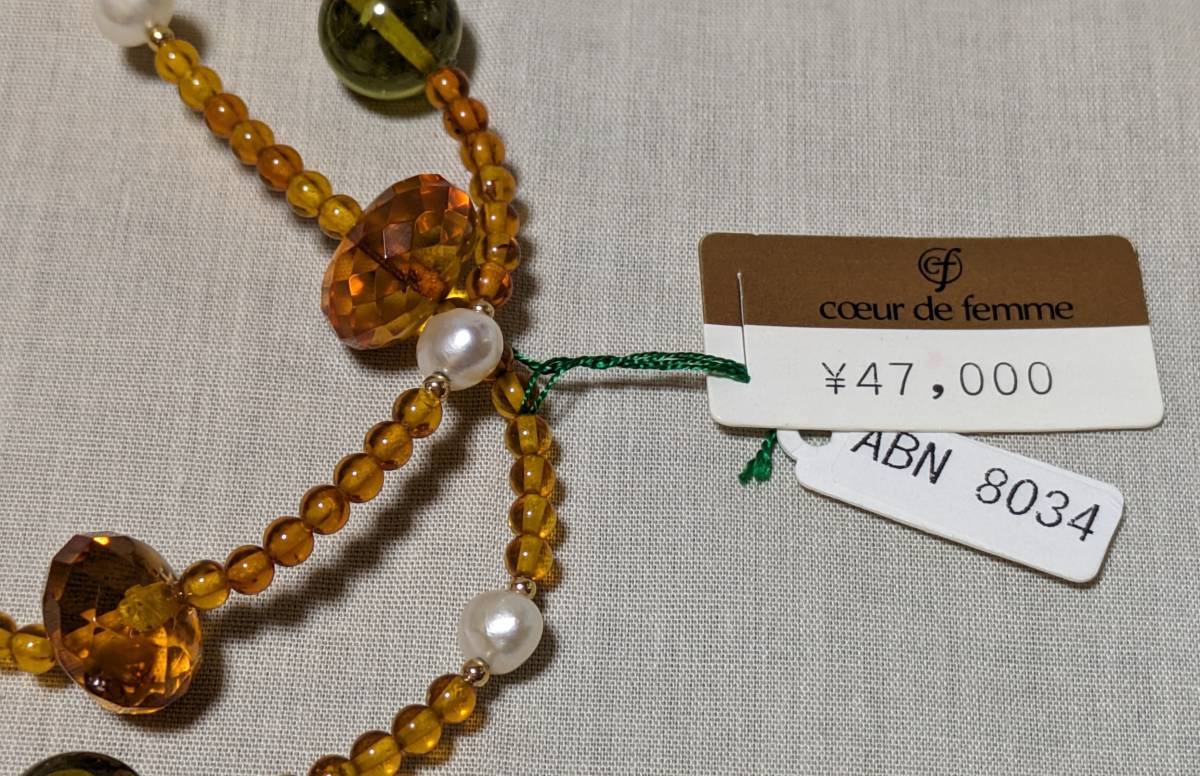 cf
cœur de femme
¥47,000
ABN 8034